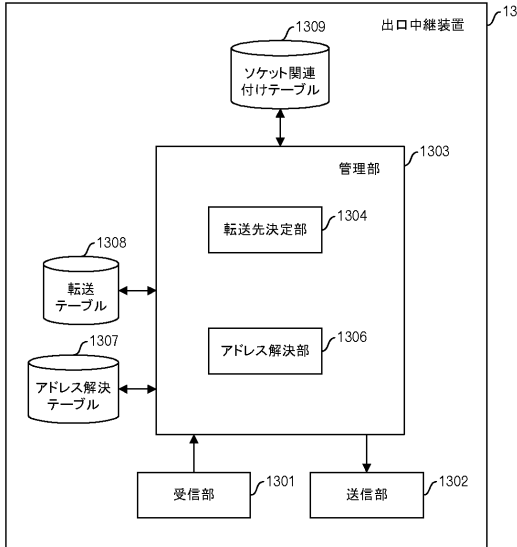 出口中継装置
13
1309
ソケット関連
付けテーブル
1303
管理部
1304
転送先決定部
1308
転送
テーブル
1306
アドレス解決部
1307
アドレス解決
テーブル
受信部
1301
送信部
1302